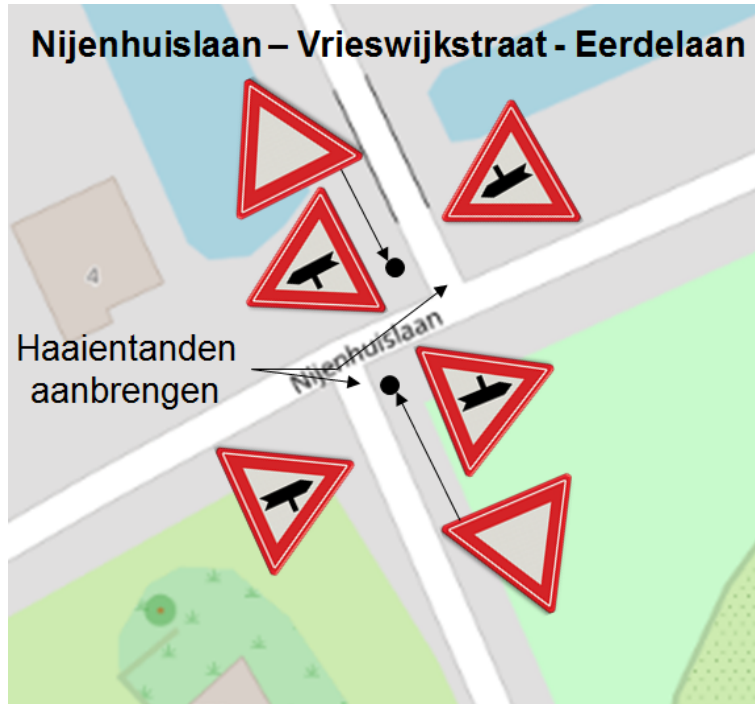 Nijenhuislaan – Vrieswijkstraat - Eerdelaan
4
Nijenhuislaan
Haaientanden
aanbrengen